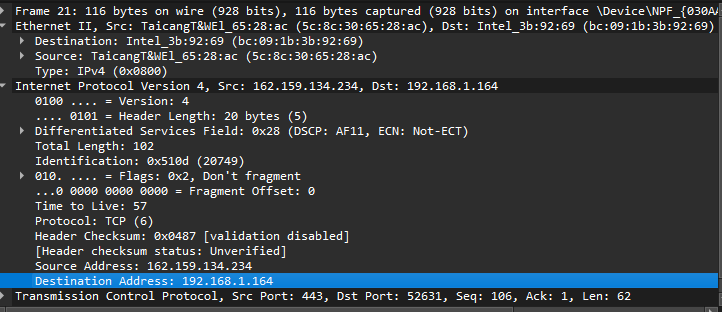 Frame 21: 116 bytes on wire (928 bits), 116 bytes captured (928 bits) on interface \Device\NPF_{030A
Ethernet II, Src: TaicangT&WEl_65:28:ac (5c:8c:30:65:28:ac), Dst: Intel_3b:92:69 (bc:09:1b:3b:92:69)
Destination: Intel_3b:92:69 (bc:09:1b:3b:92:69)
Source: TaicangT&WEl_65:28:ac (5c:8c:30:65:28:ac)
Type: IPv4 (0x0800)
Internet Protocol Version 4, Src: 162.159.134.234, Dst: 192.168.1.164
0100 .... = Version: 4
.... 0101 = Header Length: 20 bytes (5)
Differentiated Services Field: 0x28 (DSCP: AF11, ECN: Not-ECT)
Total Length: 102
Identification: 0x510d (20749)
010. .... = Flags: 0x2, Don't fragment
...0 0000 0000 0000 = Fragment Offset: 0
Time to Live: 57
Protocol: TCP (6)
Header Checksum: 0x0487 [validation disabled]
[Header checksum status: Unverified]
Source Address: 162.159.134.234
Destination Address: 192.168.1.164
Transmission Control Protocol, Src Port: 443, Dst Port: 52631, Seq: 106, Ack: 1, Len: 62